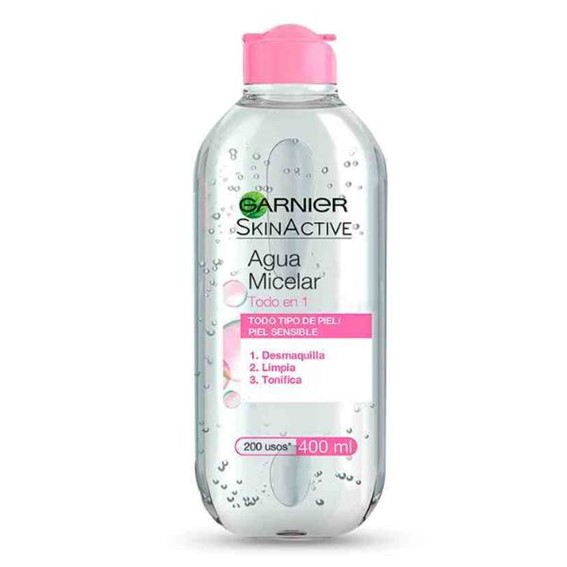 GARNIER
SKINACTIVE
Agua
Micelar
Todo en 1
TODO TIPO DE PIEL/
PIEL SENSIBLE
1. Desmaquilla
2. Limpia
3. Tonifica
200 usos* 400 ml